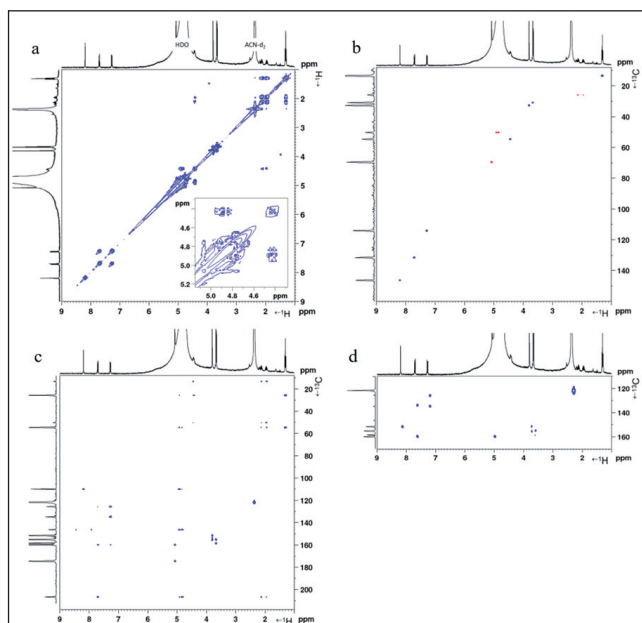 a
HDO
ACN-d3
ppm
ppm
←1H
1
2
3
4
5
6
7
8
9
ppm
4.6
4.8
5.0
5.2
5.0 4.8 4.6 ppm
9 8 7 6 5 4 3 2 ←1H ppm
b
ppm
←13C
20
40
60
80
100
120
140
9 8 7 6 5 4 3 2 ←1H ppm
c
ppm
←13C
20
40
60
80
100
120
140
160
180
200
9 8 7 6 5 4 3 2 ←1H ppm
d
ppm
←13C
120
140
160
9 8 7 6 5 4 3 2 1 ←1H ppm